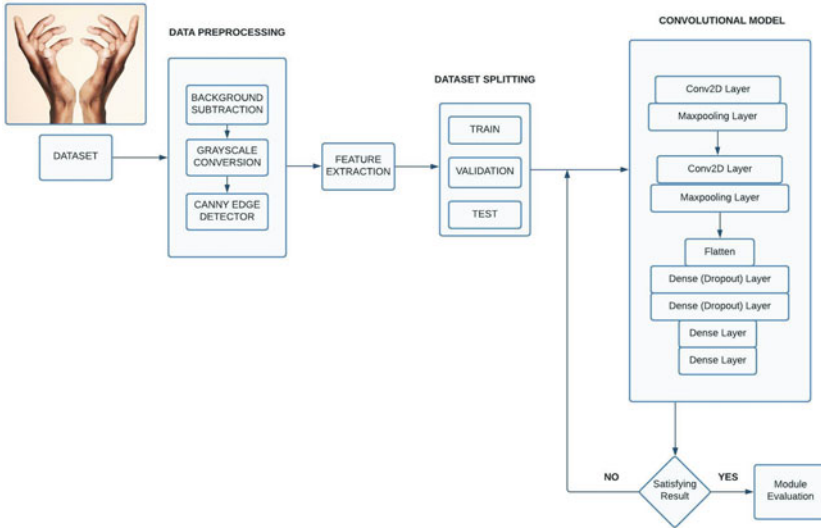 DATA PREPROCESSING
DATASET
BACKGROUND
SUBTRACTION
GRAYSCALE
CONVERSION
CANNY EDGE
DETECTOR
FEATURE
EXTRACTION
DATASET SPLITTING
TRAIN
VALIDATION
TEST
CONVOLUTIONAL MODEL
Conv2D Layer
Maxpooling Layer
Conv2D Layer
Maxpooling Layer
Flatten
Dense (Dropout) Layer
Dense (Dropout) Layer
Dense Layer
Dense Layer
NO
Satisfying
Result
YES
Module
Evaluation